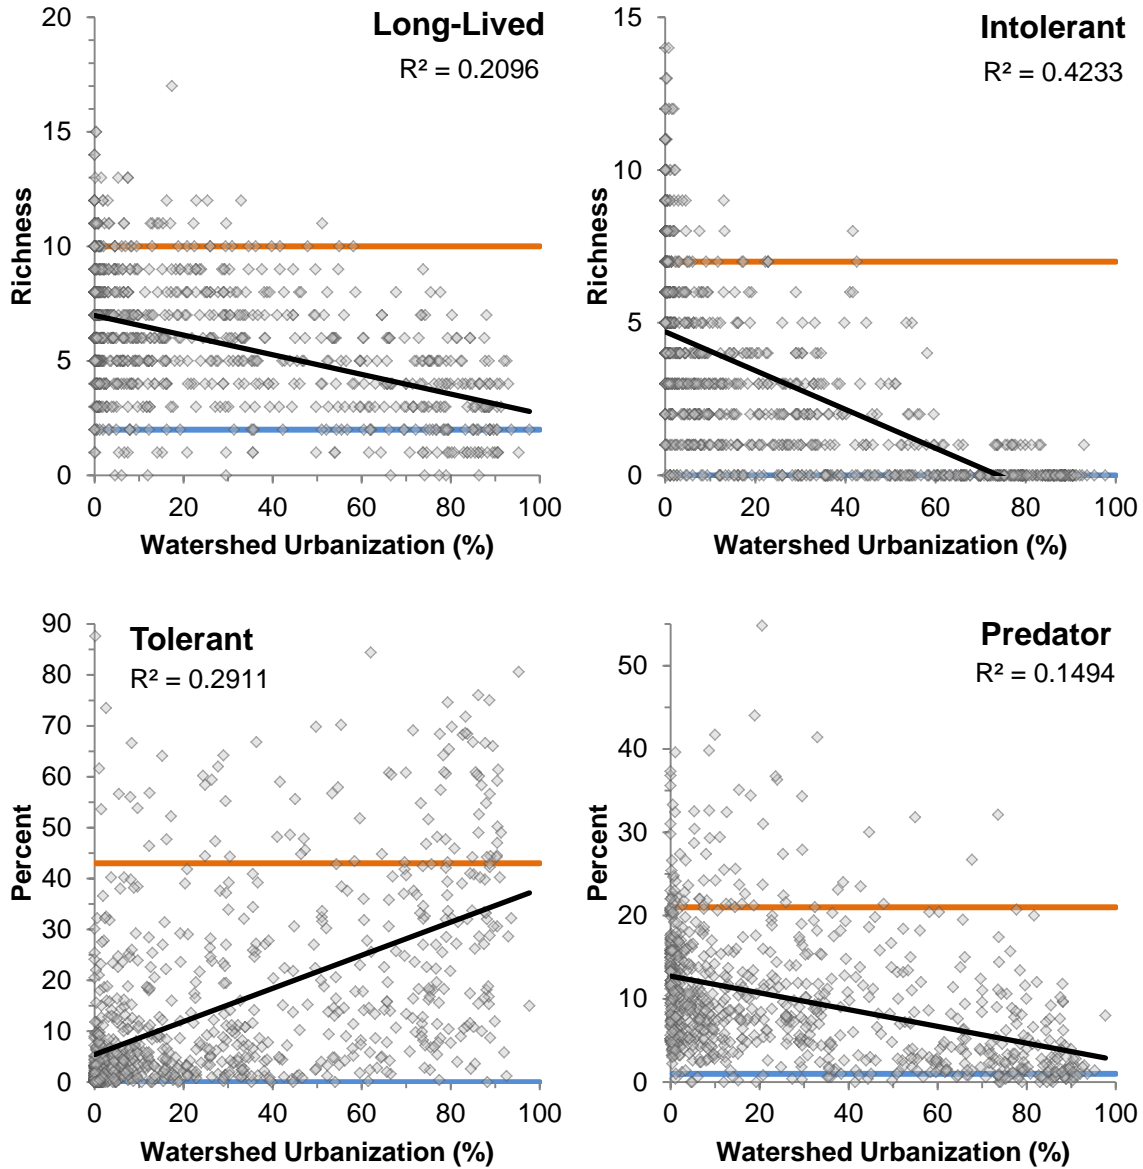 Long-Lived
R² = 0.2096
20
15
10
5
0
Richness
0 20 40 60 80 100
Watershed Urbanization (%)
Intolerant
R² = 0.4233
15
10
5
0
Richness
0 20 40 60 80 100
Watershed Urbanization (%)
Tolerant
R² = 0.2911
90
80
70
60
50
40
30
20
10
0
Percent
0 20 40 60 80 100
Watershed Urbanization (%)
Predator
R² = 0.1494
50
40
30
20
10
0
Percent
0 20 40 60 80 100
Watershed Urbanization (%)